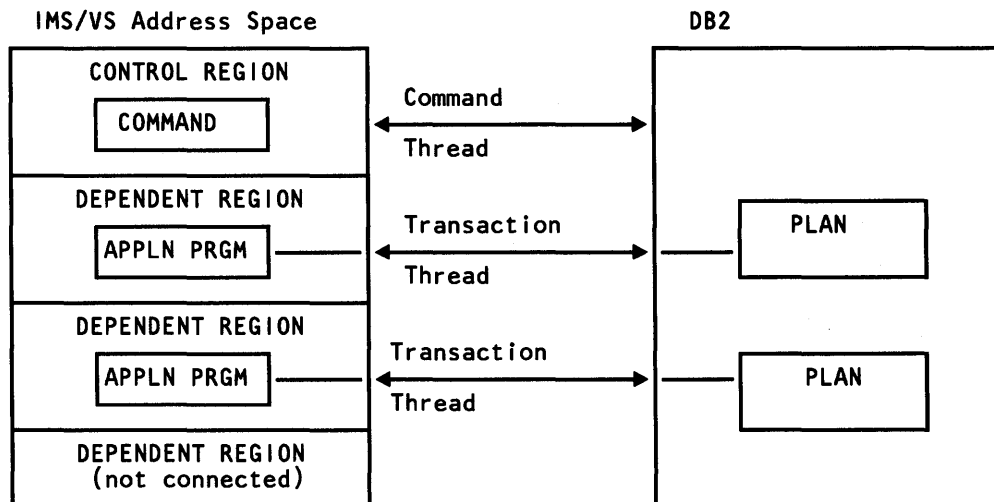 IMS/VS Address Space
DB2
CONTROL REGION
COMMAND
Command
Thread
DEPENDENT REGION
APPLN PRGM
Transaction
Thread
PLAN
DEPENDENT REGION
APPLN PRGM
Transaction
Thread
PLAN
DEPENDENT REGION
(not connected)